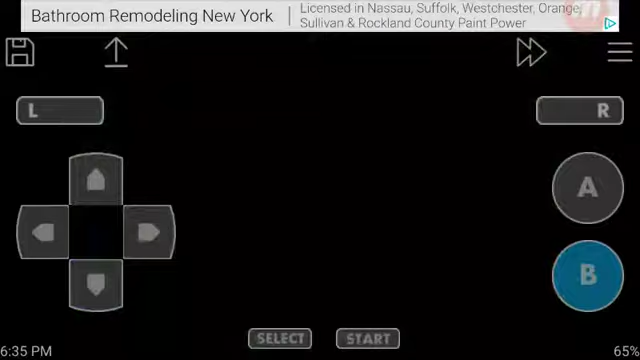 Bathroom Remodeling New York
Licensed in Nassau, Suffolk, Westchester, Orange,
Sullivan & Rockland County Paint Power
L
R
A
B
SELECT
START
6:35 PM
65%